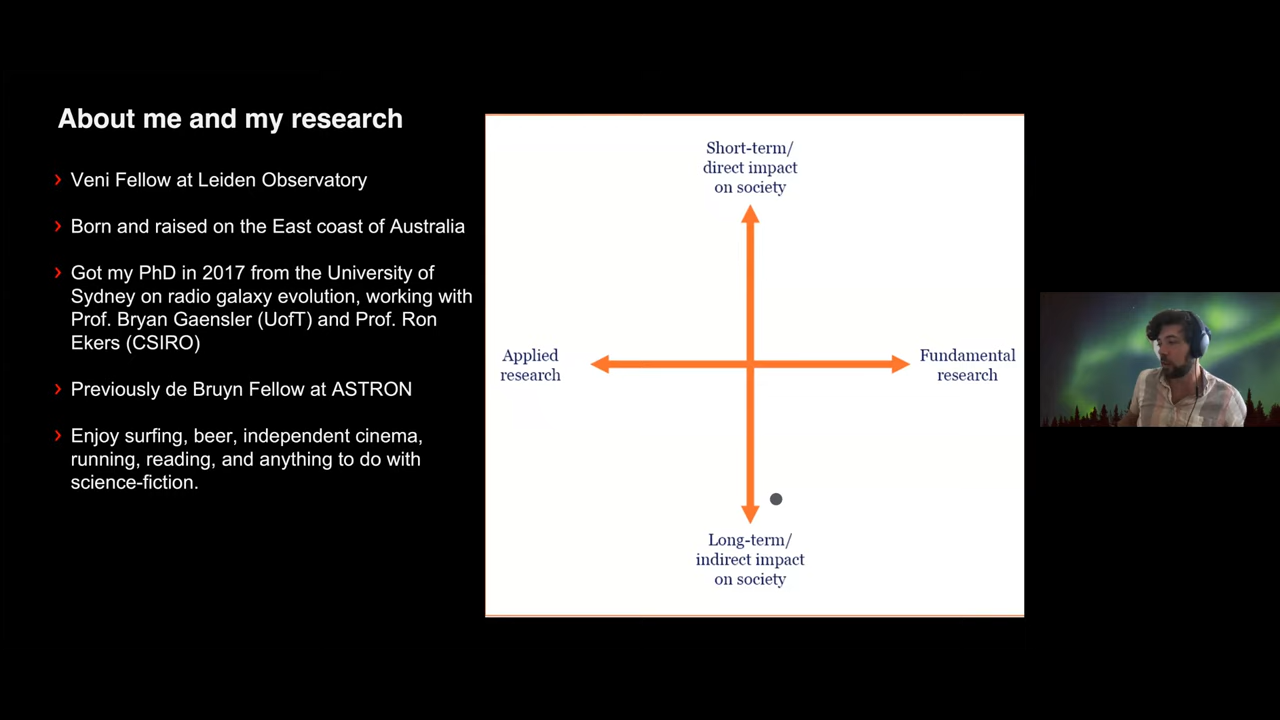 About me and my research
› Veni Fellow at Leiden Observatory
› Born and raised on the East coast of Australia
› Got my PhD in 2017 from the University of
Sydney on radio galaxy evolution, working with
Prof. Bryan Gaensler (UofT) and Prof. Ron
Ekers (CSIRO)
› Previously de Bruyn Fellow at ASTRON
› Enjoy surfing, beer, independent cinema,
running, reading, and anything to do with
science-fiction.
Short-term/
direct impact
on society
Applied
research
Fundamental
research
Long-term/
indirect impact
on society